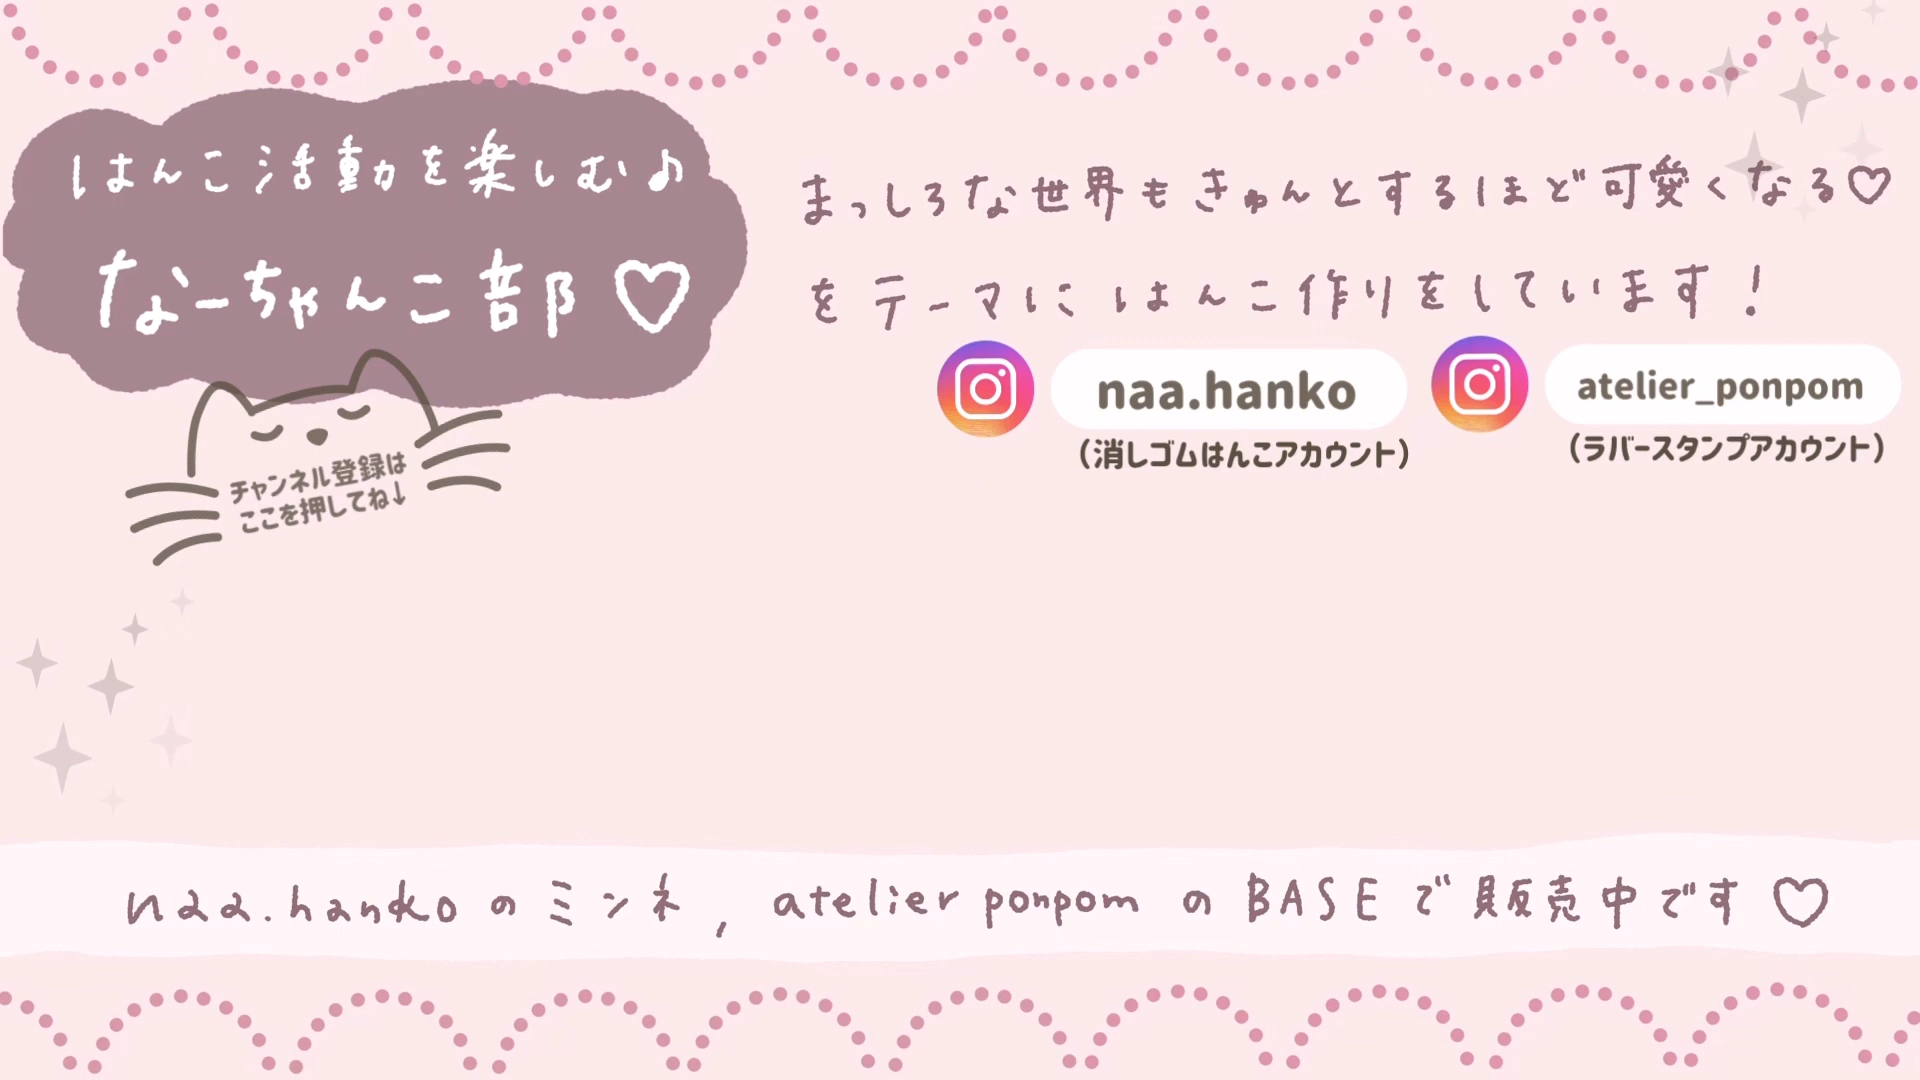 はんこ活動を楽しむ♪
なーちゃんこ部♡
まっしろな世界もきゅんとするほど可愛くなる♡
をテーマにはんこ作りをしています！
naa.hanko
（消しゴムはんこアカウント）
atelier_ponpom
（ラバースタンプアカウント）
チャンネル登録は
ここを押してね↓
naa.hankoのミンネ, atelier ponpomのBASEで販売中です♡